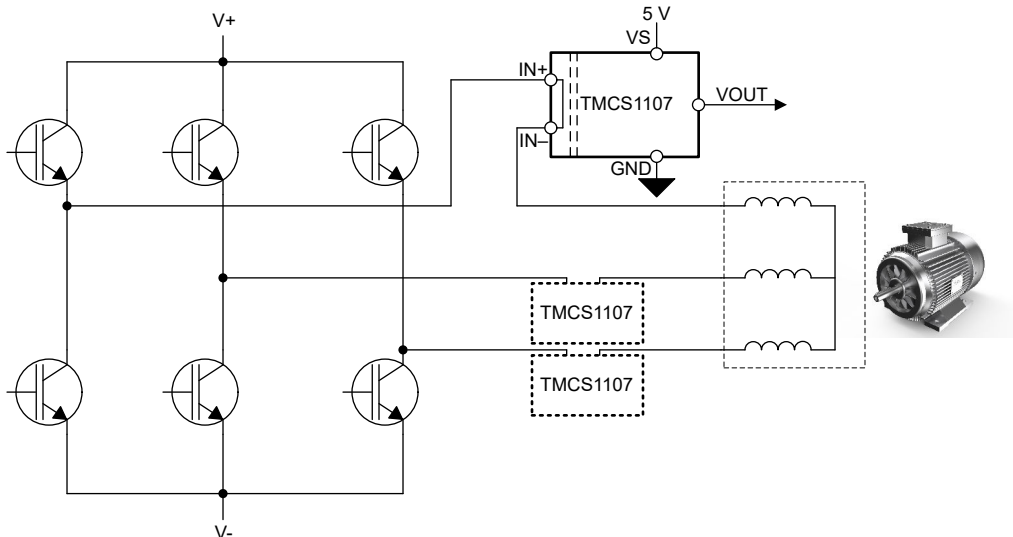 V+
5 V
VS
IN+
TMCS1107
VOUT
IN–
GND
TMCS1107
TMCS1107
V-